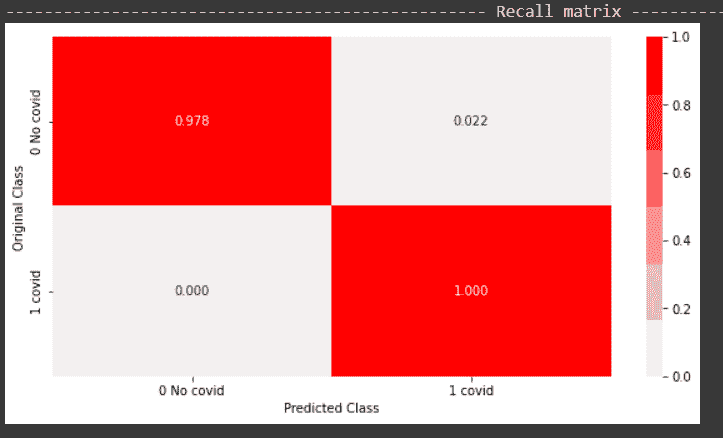 Recall matrix
1.0
0.978 0.022
0 No covid
0.8
0.6
Original Class
0.4
0.000 1.000
1 covid
0.2
0.0
0 No covid 1 covid
Predicted Class